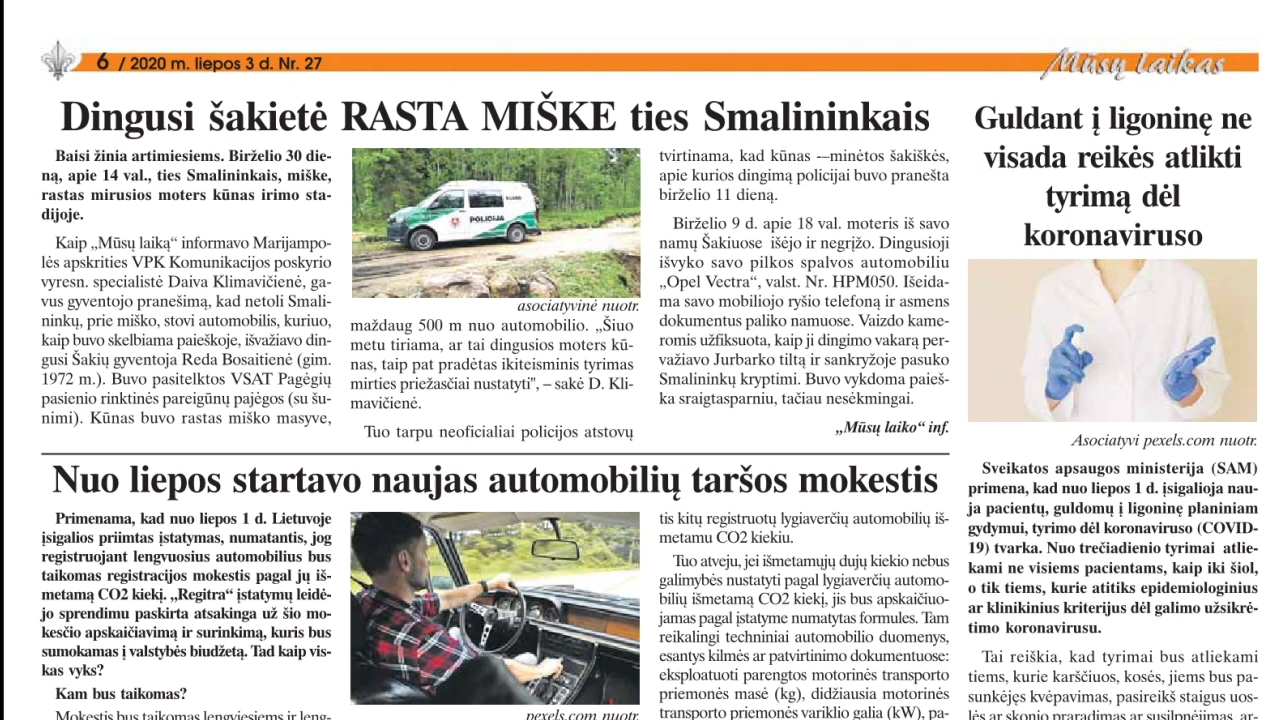 6 / 2020 m. liepos 3 d. Nr. 27
Mūsų laikas
Dingusi šakietė RASTA MIŠKE ties Smalininkais
Baisi žinia artimiesiems. Birželio 30 die-
ną, apie 14 val., ties Smalininkais, miške,
rastas mirusios moters kūnas irimo sta-
dijoje.
Kaip „Mūsų laiką“ informavo Marijampo-
lės apskrities VPK Komunikacijos poskyrio
vyresn. specialistė Daiva Klimavičienė, ga-
vus gyventojo pranešimą, kad netoli Smali-
ninkų, prie miško, stovi automobilis, kuriuo,
kaip buvo skelbiama paieškoje, išvažiavo din-
gusi Šakių gyventoja Reda Bosaitienė (gim.
1972 m.). Buvo pasitelktos VSAT Pagėgių
pasienio rinktinės pareigūnų pajėgos (su šu-
nimi). Kūnas buvo rastas miško masyve,
POLICIJA
asociatyvinė nuotr.
maždaug 500 m nuo automobilio. „Šiuo
metu tiriama, ar tai dingusios moters kū-
nas, taip pat pradėtas ikiteisminis tyrimas
mirties priežasčiai nustatyti", – sakė D. Kli-
mavičienė.
Tuo tarpu neoficialiai policijos atstovų
tvirtinama, kad kūnas -–minėtos šakiškės,
apie kurios dingimą policijai buvo pranešta
birželio 11 dieną.
Birželio 9 d. apie 18 val. moteris iš savo
namų Šakiuose išėjo ir negrįžo. Dingusioji
išvyko savo pilkos spalvos automobiliu
„Opel Vectra“, valst. Nr. HPM050. Išeida-
ma savo mobiliojo ryšio telefoną ir asmens
dokumentus paliko namuose. Vaizdo kame-
romis užfiksuota, kaip ji dingimo vakarą per-
važiavo Jurbarko tiltą ir sankryžoje pasuko
Smalininkų kryptimi. Buvo vykdoma paieš-
ka sraigtasparniu, tačiau nesėkmingai.
„Mūsų laiko“ inf.
Nuo liepos startavo naujas automobilių taršos mokestis
Primenama, kad nuo liepos 1 d. Lietuvoje
įsigalios priimtas įstatymas, numatantis, jog
registruojant lengvuosius automobilius bus
taikomas registracijos mokestis pagal jų iš-
metamą CO2 kiekį. „Regitra“ įstatymų leidė-
jo sprendimu paskirta atsakinga už šio mo-
kesčio apskaičiavimą ir surinkimą, kuris bus
sumokamas į valstybės biudžetą. Tad kaip vis-
kas vyks?
Kam bus taikomas?
Mokestis bus taikomas lengviesiems ir leng-
pexels.com nuotr.
tis kitų registruotų lygiaverčių automobilių iš-
metamu CO2 kiekiu.
Tuo atveju, jei išmetamųjų dujų kiekio nebus
galimybės nustatyti pagal lygiaverčių automo-
bilių išmetamą CO2 kiekį, jis bus apskaičiuo-
jamas pagal įstatyme numatytas formules. Tam
reikalingi techniniai automobilio duomenys,
esantys kilmės ar patvirtinimo dokumentuose:
eksploatuoti parengtos motorinės transporto
priemonės masė (kg), didžiausia motorinės
transporto priemonės variklio galia (kW), pa-
Guldant į ligoninę ne
visada reikės atlikti
tyrimą dėl
koronaviruso
Asociatyvi pexels.com nuotr.
Sveikatos apsaugos ministerija (SAM)
primena, kad nuo liepos 1 d. įsigalioja nau-
ja pacientų, guldomų į ligoninę planiniam
gydymui, tyrimo dėl koronaviruso (COVID-
19) tvarka. Nuo trečiadienio tyrimai atlie-
kami ne visiems pacientams, kaip iki šiol,
o tik tiems, kurie atitiks epidemiologinius
ar klinikinius kriterijus dėl galimo užsikrė-
timo koronavirusu.
Tai reiškia, kad tyrimai bus atliekami
tiems, kurie karščiuos, kosės, jiems bus pa-
sunkėjęs kvėpavimas, pasireikš staigus uos-
lės ar skonio praradimas ar susilpnėjimas, ar-